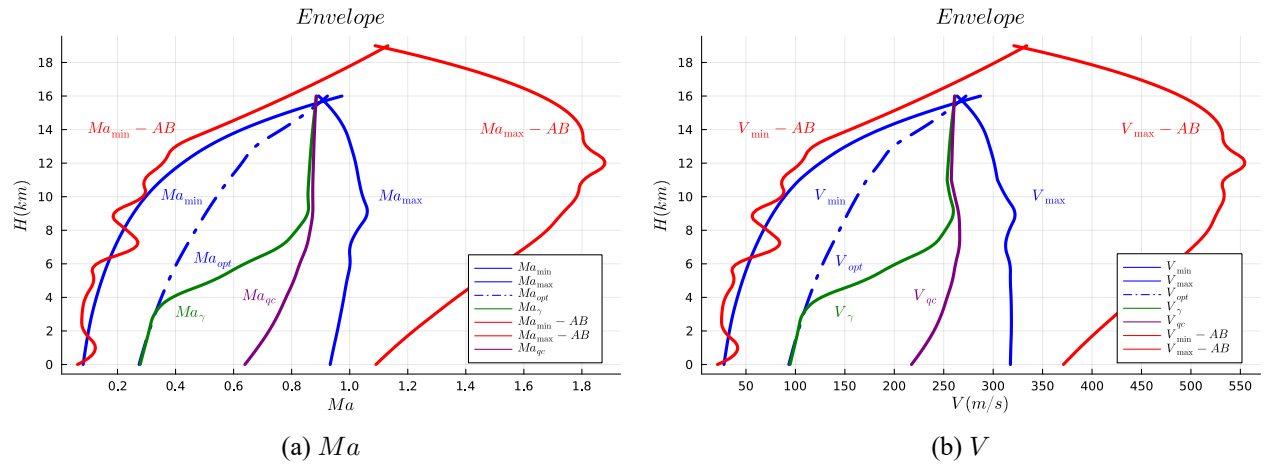 Envelope
H(km)
18
16
14
12
10
8
6
4
2
0
Ma_min − AB
Ma_max − AB
Ma_min
Ma_max
Ma_opt
Ma_qc
Ma_γ
Ma_min
Ma_max
Ma_opt
Ma_γ
Ma_min − AB
Ma_max − AB
Ma_qc
0.2 0.4 0.6 0.8 1.0 1.2 1.4 1.6 1.8
Ma
(a) Ma
Envelope
H(km)
18
16
14
12
10
8
6
4
2
0
V_min − AB
V_max − AB
V_min
V_max
V_opt
V_qc
V_γ
V_min
V_max
V_opt
V_γ
V_qc
V_min − AB
V_max − AB
50 100 150 200 250 300 350 400 450 500 550
V(m/s)
(b) V